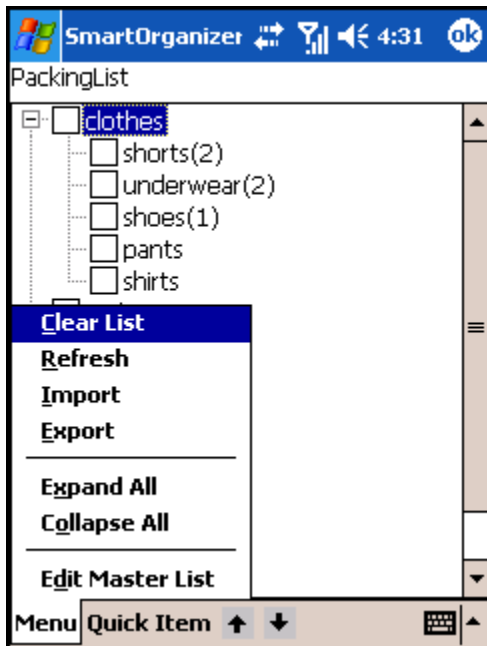 SmartOrganizer 4:31 ok
PackingList
clothes
shorts(2)
underwear(2)
shoes(1)
pants
shirts
Clear List
Refresh
Import
Export
Expand All
Collapse All
Edit Master List
Menu Quick Item